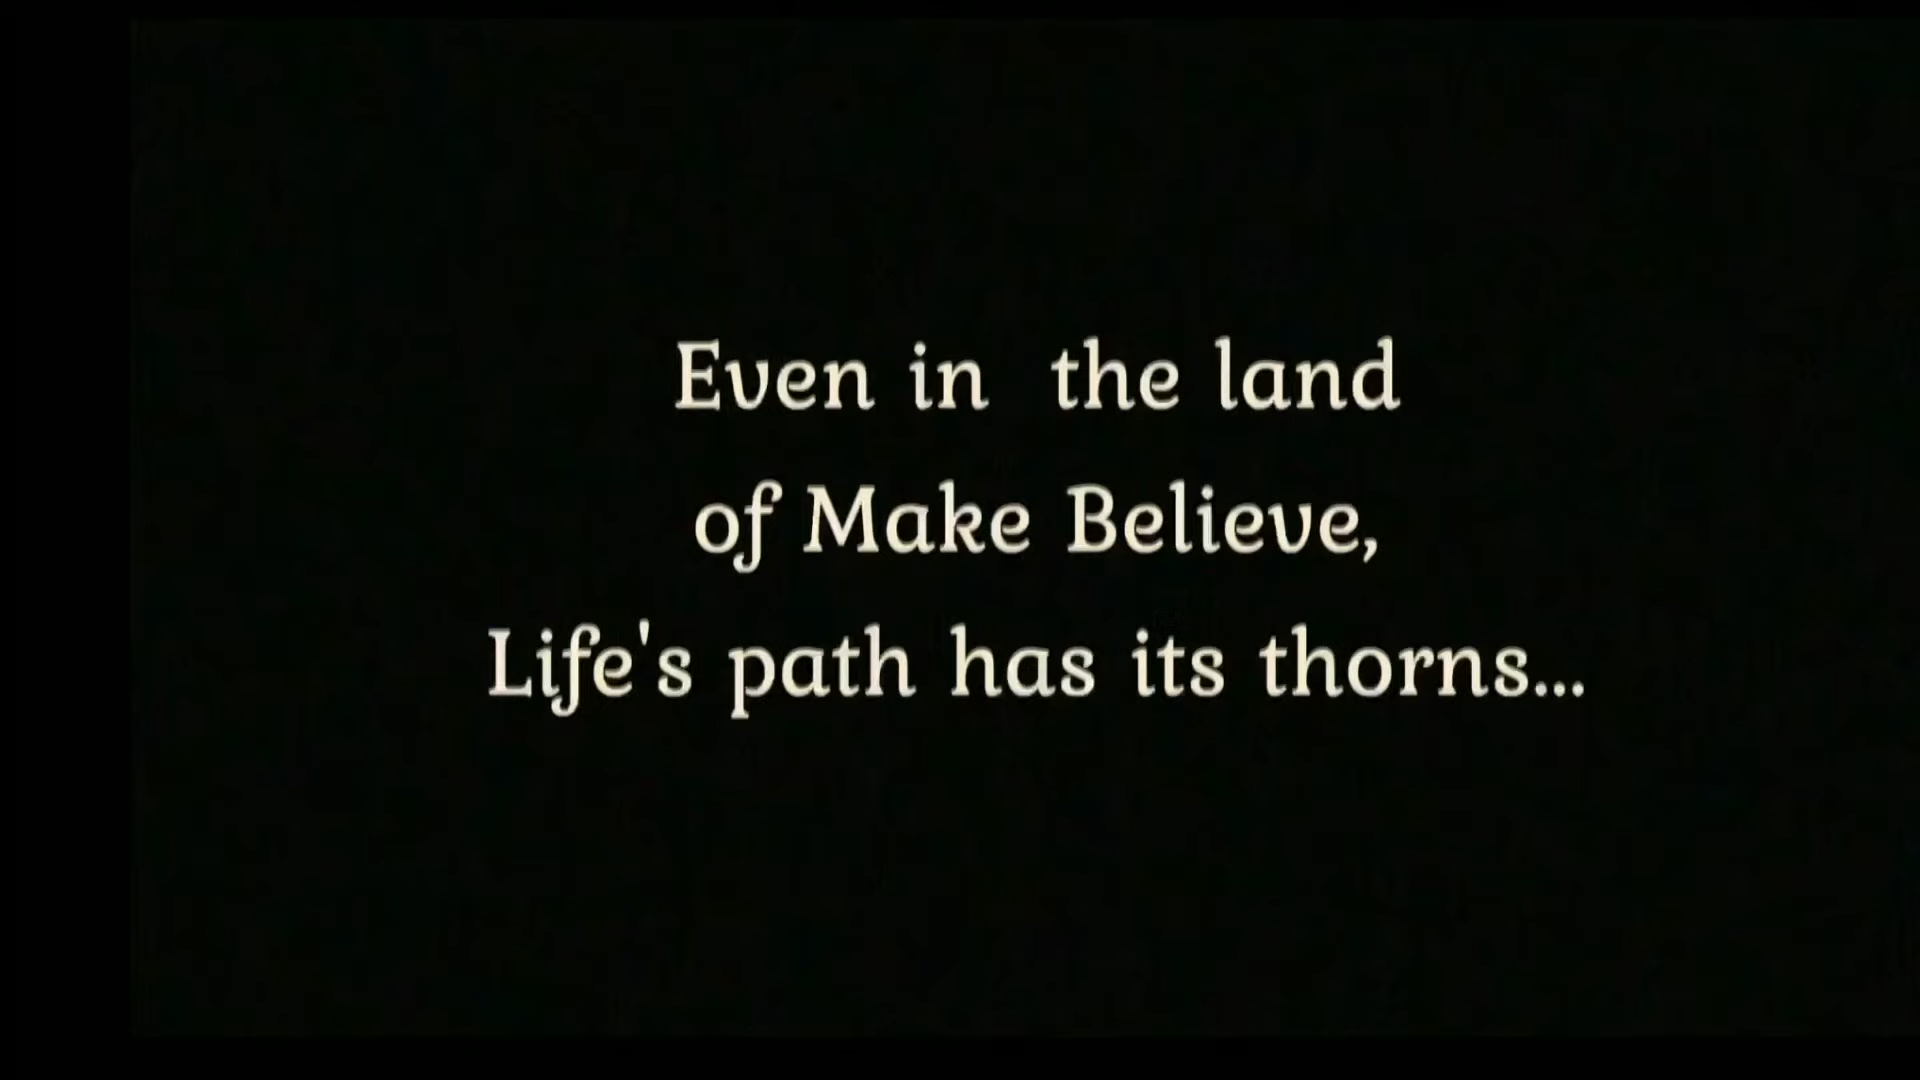 Even in the land
of Make Believe,
Life's path has its thorns...